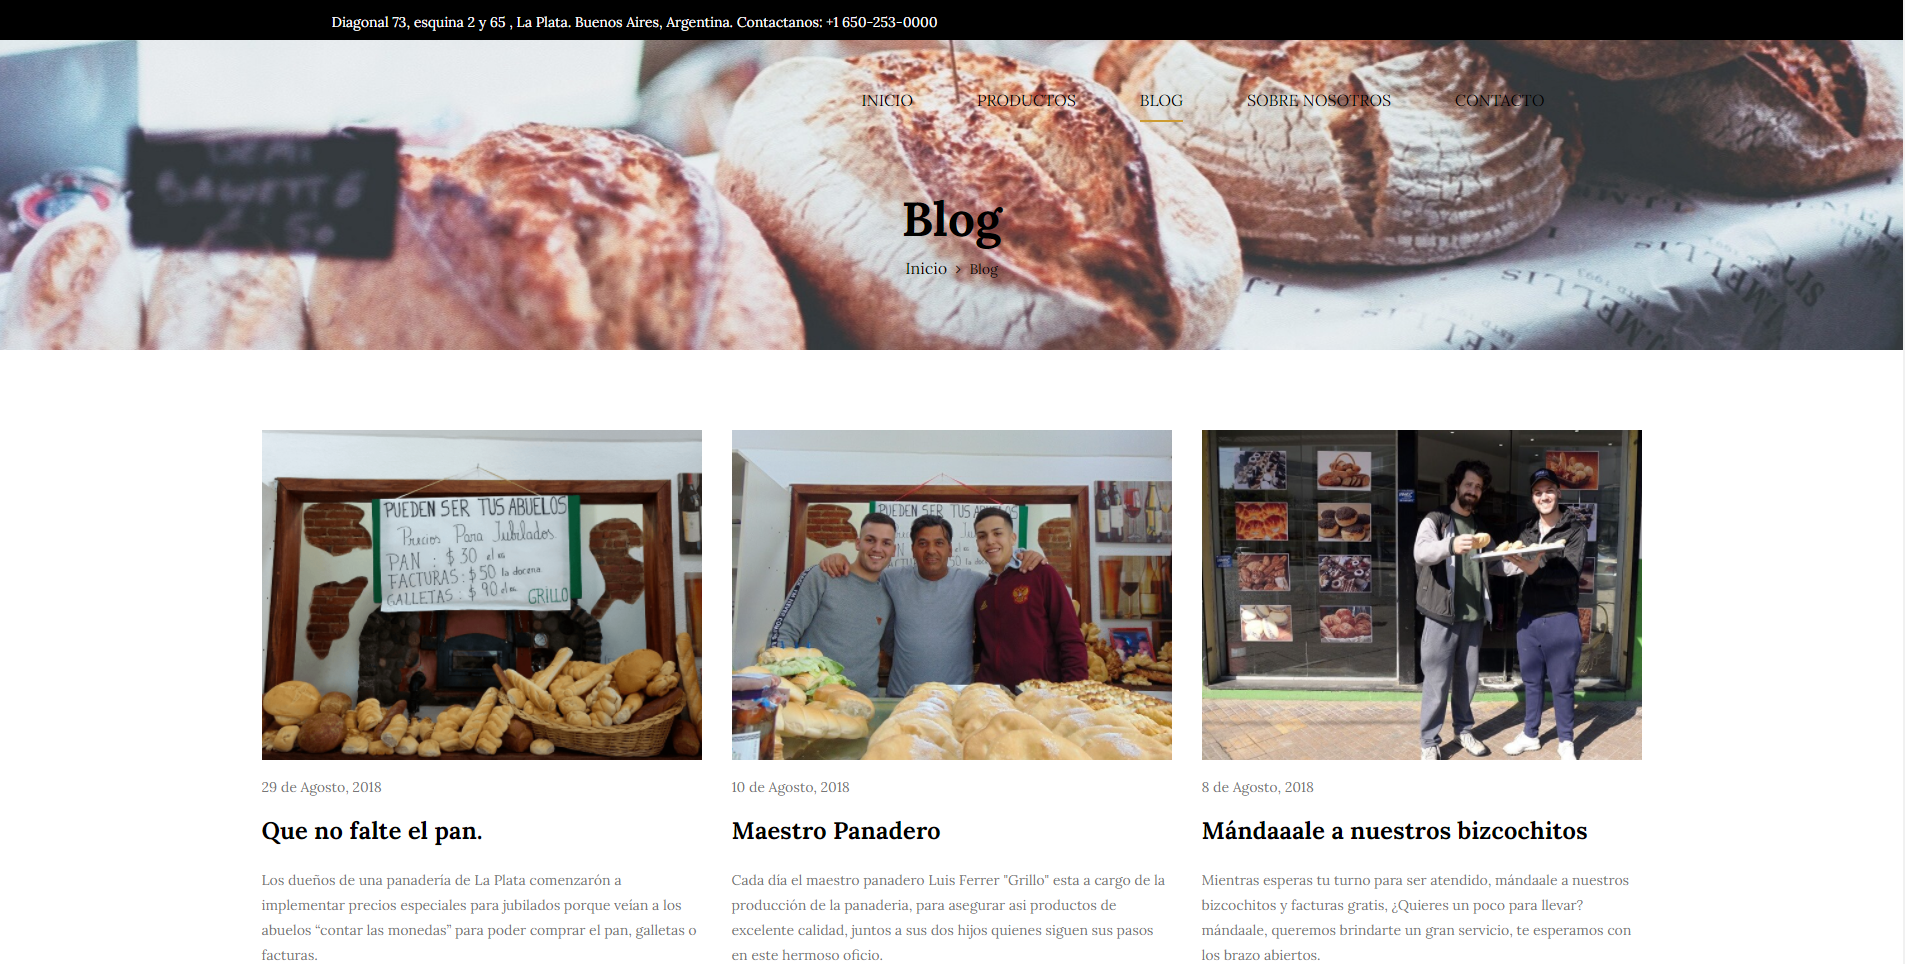 Diagonal 73, esquina 2 y 65 , La Plata. Buenos Aires, Argentina. Contactanos: +1 650-253-0000
INICIO PRODUCTOS BLOG SOBRE NOSOTROS CONTACTO
Blog
Inicio > Blog
PUEDEN SER TUS ABUELOS
Precios Para Jubilados
PAN : $ 30 el
FACTURAS : $ 50 la docena
GALLETAS : $ 90 el
GRILLO
PUEDEN SER TUS
29 de Agosto, 2018
Que no falte el pan.
Los dueños de una panadería de La Plata comenzarón a
implementar precios especiales para jubilados porque veían a los
abuelos “contar las monedas” para poder comprar el pan, galletas o
facturas.
10 de Agosto, 2018
Maestro Panadero
Cada día el maestro panadero Luis Ferrer "Grillo" esta a cargo de la
producción de la panaderia, para asegurar asi productos de
excelente calidad, juntos a sus dos hijos quienes siguen sus pasos
en este hermoso oficio.
8 de Agosto, 2018
Mándaaale a nuestros bizcochitos
Mientras esperas tu turno para ser atendido, mándaale a nuestros
bizcochitos y facturas gratis, ¿Quieres un poco para llevar?
mándaale, queremos brindarte un gran servicio, te esperamos con
los brazo abiertos.